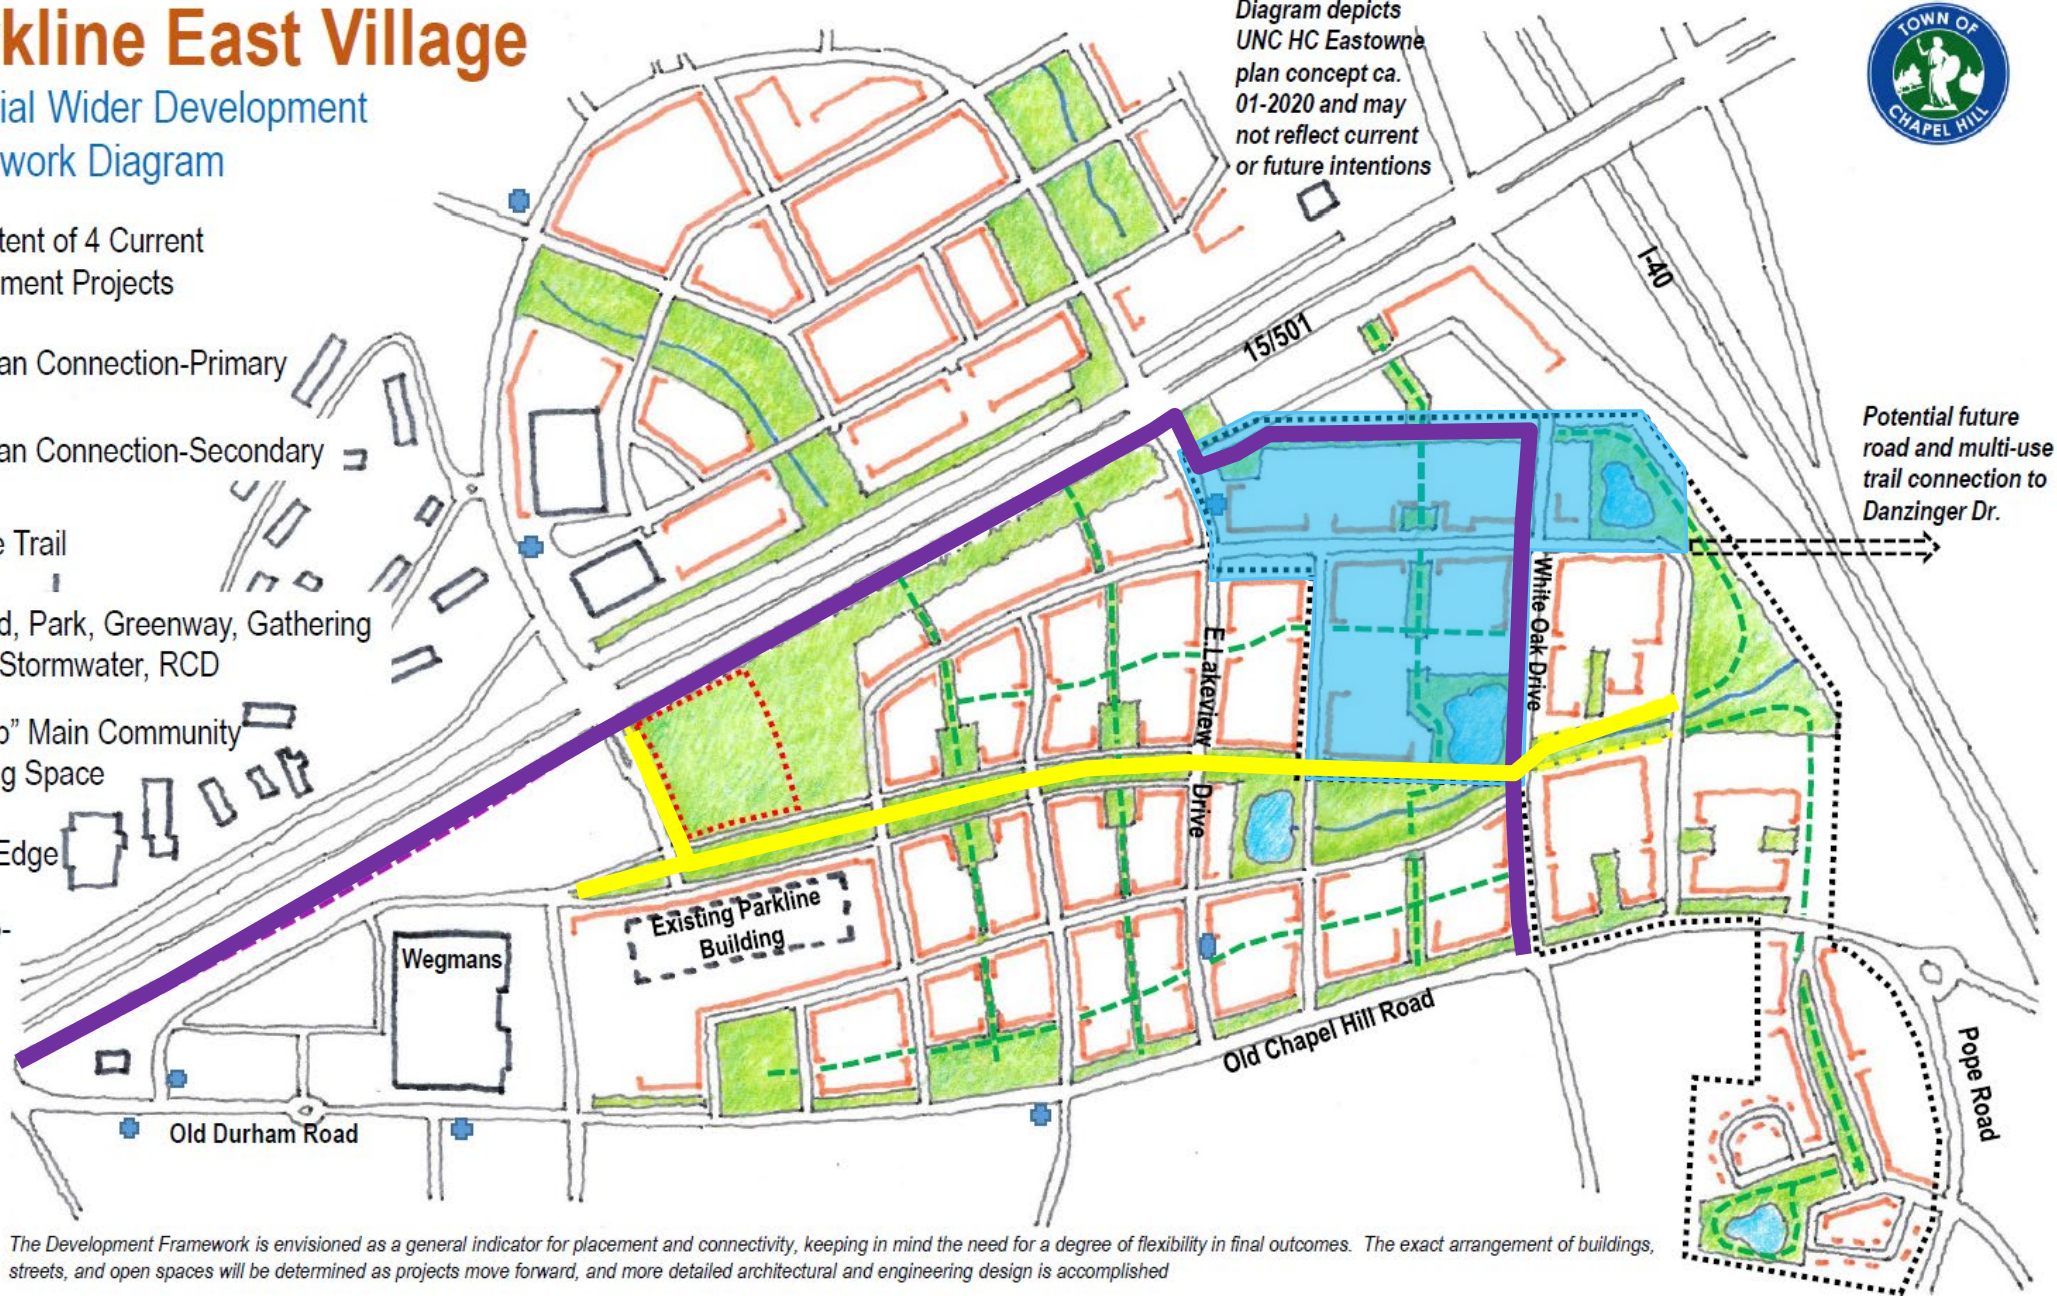 kline East Village
ial Wider Development
work Diagram
tent of 4 Current
ment Projects
an Connection-Primary
an Connection-Secondary
e Trail
d, Park, Greenway, Gathering
Stormwater, RCD
o” Main Community
g Space
Edge
Diagram depicts
UNC HC Eastowne
plan concept ca.
01-2020 and may
not reflect current
or future intentions
TOWN OF
CHAPEL HILL
I-40
15/501
Potential future
road and multi-use
trail connection to
Danzinger Dr.
White Oak Drive
E Lakeview Drive
Existing Parkline
Building
Wegmans
Old Chapel Hill Road
Old Durham Road
Pope Road
The Development Framework is envisioned as a general indicator for placement and connectivity, keeping in mind the need for a degree of flexibility in final outcomes. The exact arrangement of buildings,
streets, and open spaces will be determined as projects move forward, and more detailed architectural and engineering design is accomplished